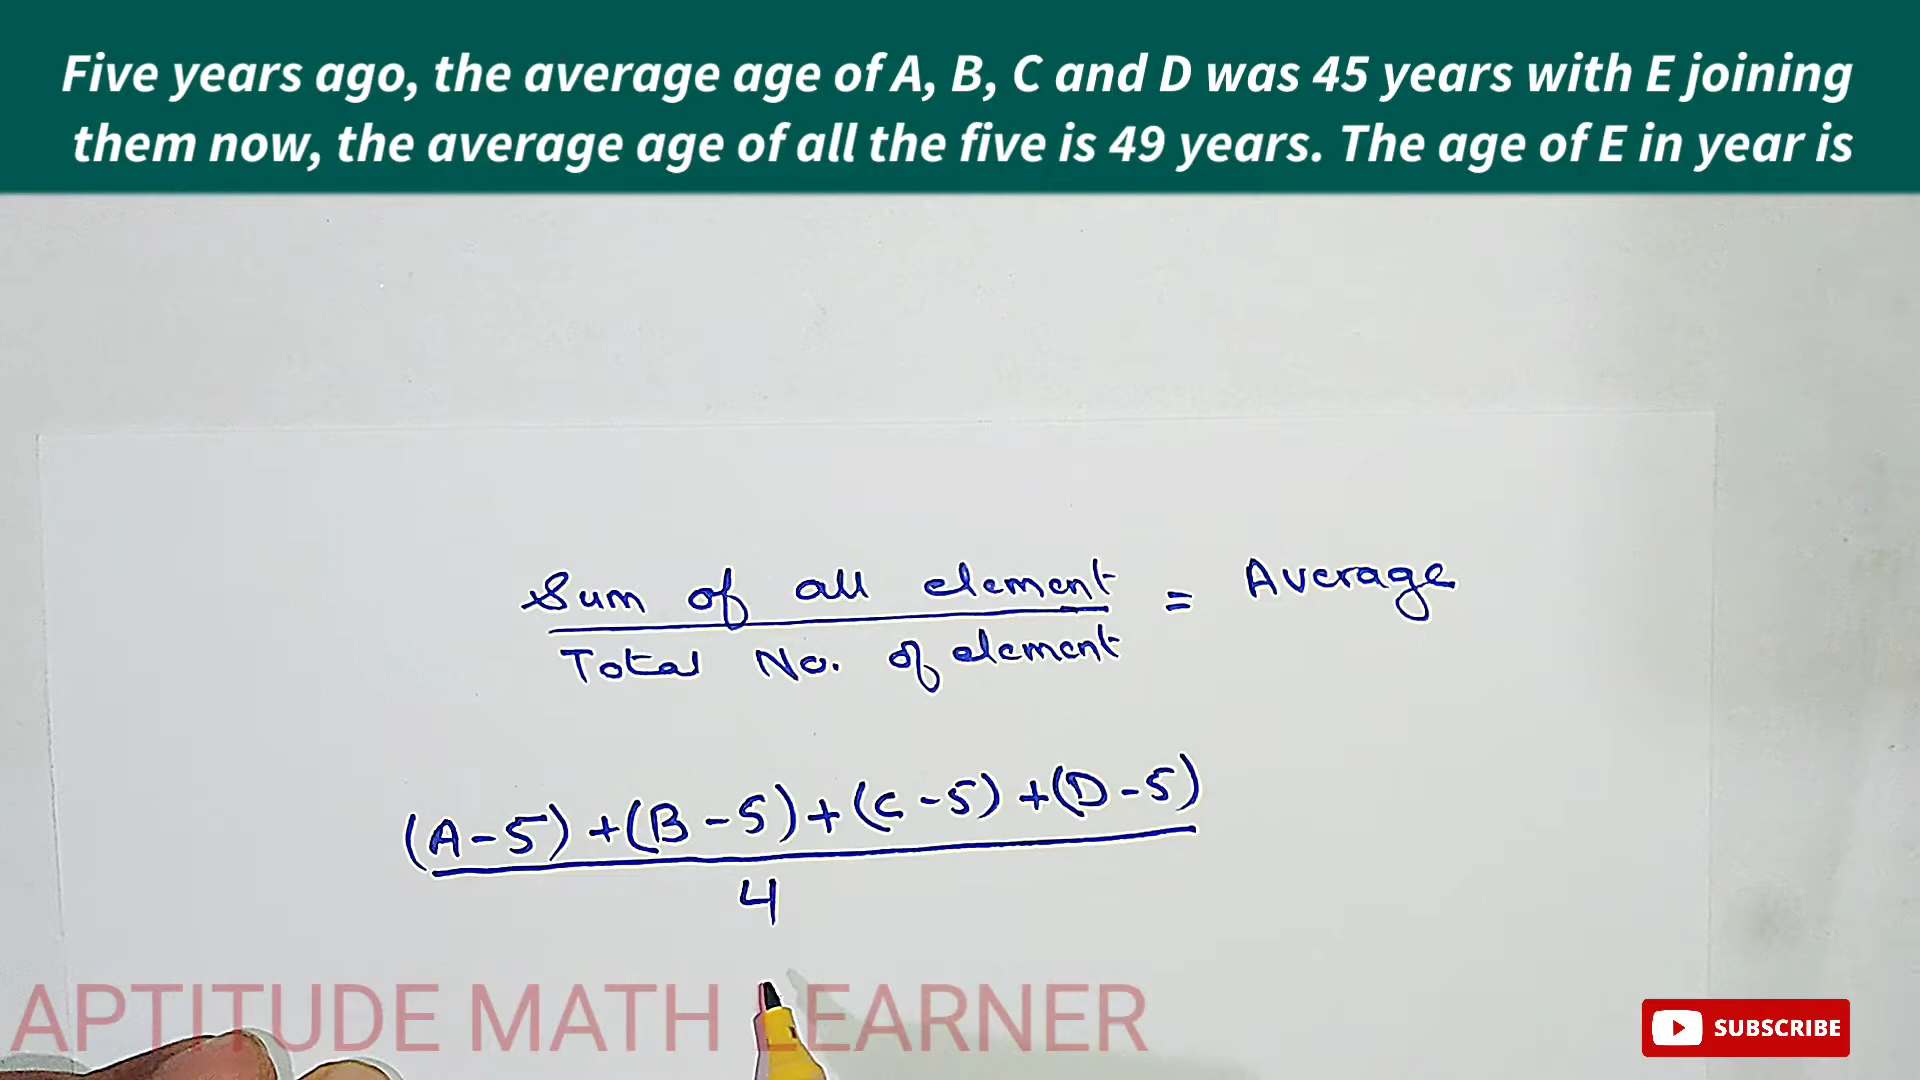 Five years ago, the average age of A, B, C and D was 45 years with E joining
them now, the average age of all the five is 49 years. The age of E in year is
Sum of all element = Average
Total No. of element
(A-5) + (B-5) + (C-5) + (D-5)
4
APTITUDE MATH LEARNER
SUBSCRIBE